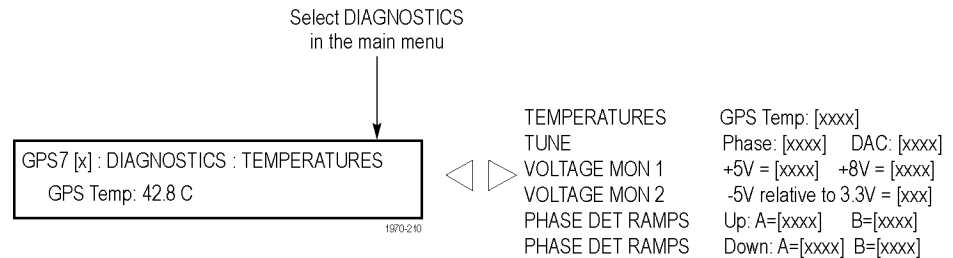 Select DIAGNOSTICS
in the main menu
GPS7 [x] : DIAGNOSTICS : TEMPERATURES
GPS Temp: 42.8 C
1970-210
TEMPERATURES GPS Temp: [xxxx]
TUNE Phase: [xxxx] DAC: [xxxx]
VOLTAGE MON 1 +5V = [xxxx] +8V = [xxxx]
VOLTAGE MON 2 -5V relative to 3.3V = [xxx]
PHASE DET RAMPS Up: A=[xxxx] B=[xxxx]
PHASE DET RAMPS Down: A=[xxxx] B=[xxxx]